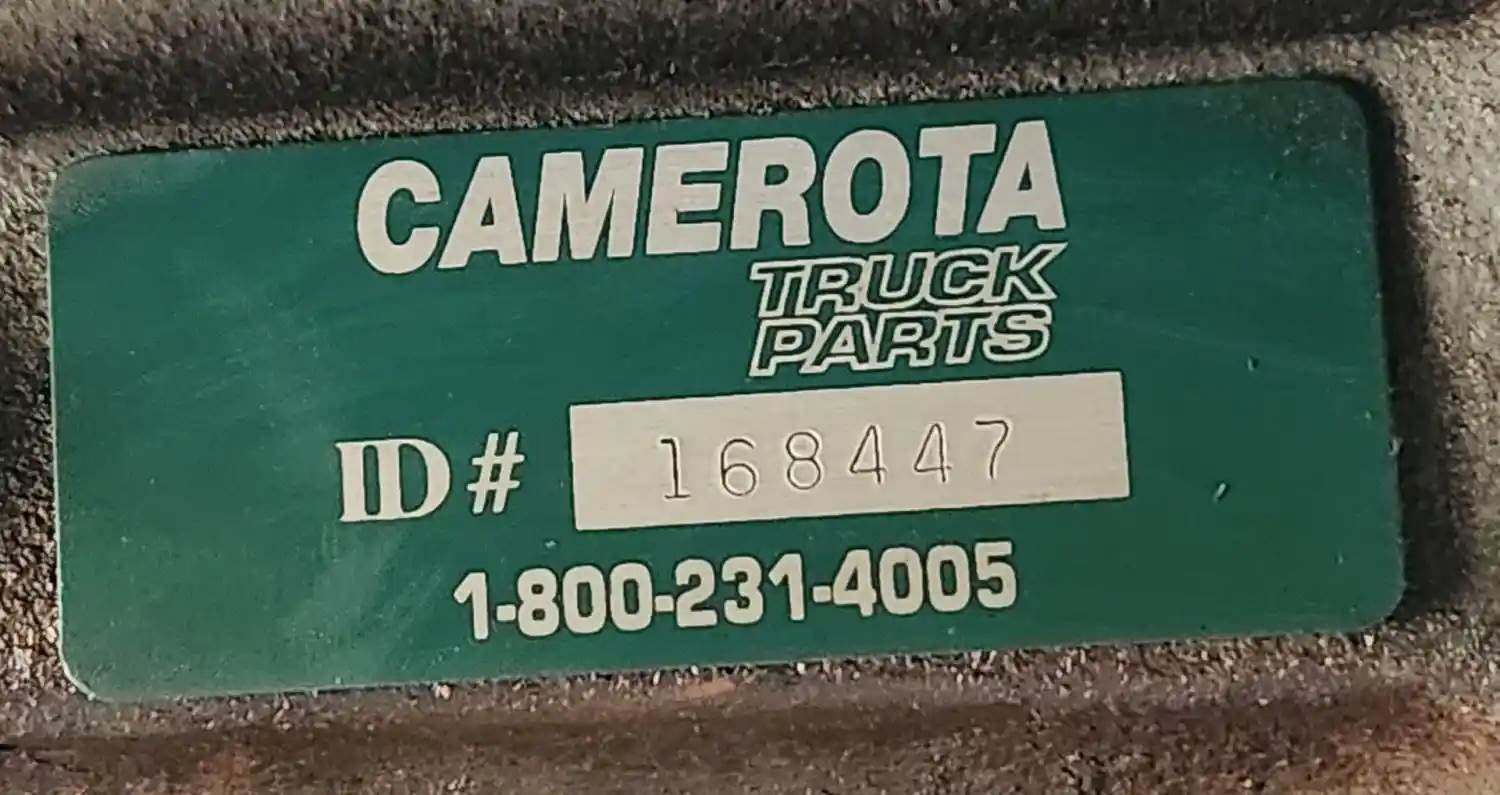 CAMEROTA
TRUCK
PARTS
ID# 168447
1-800-231-4005